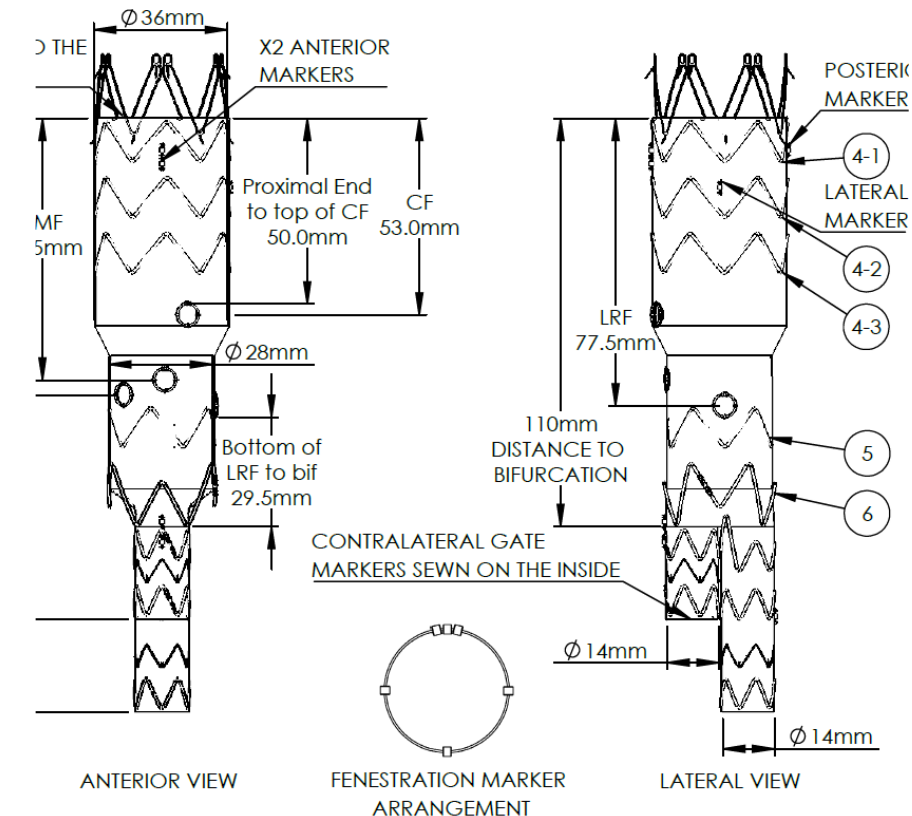 Ø36mm
O THE
X2 ANTERIOR
MARKERS
MF
5mm
Proximal End
to top of CF
50.0mm
CF
53.0mm
Ø28mm
Bottom of
LRF to bif
29.5mm
POSTERIO
MARKER
4-1
LATERAL
MARKER
4-2
4-3
LRF
77.5mm
110mm
DISTANCE TO
BIFURCATION
5
6
CONTRALATERAL GATE
MARKERS SEWN ON THE INSIDE
Ø14mm
Ø14mm
ANTERIOR VIEW
FENESTRATION MARKER
ARRANGEMENT
LATERAL VIEW